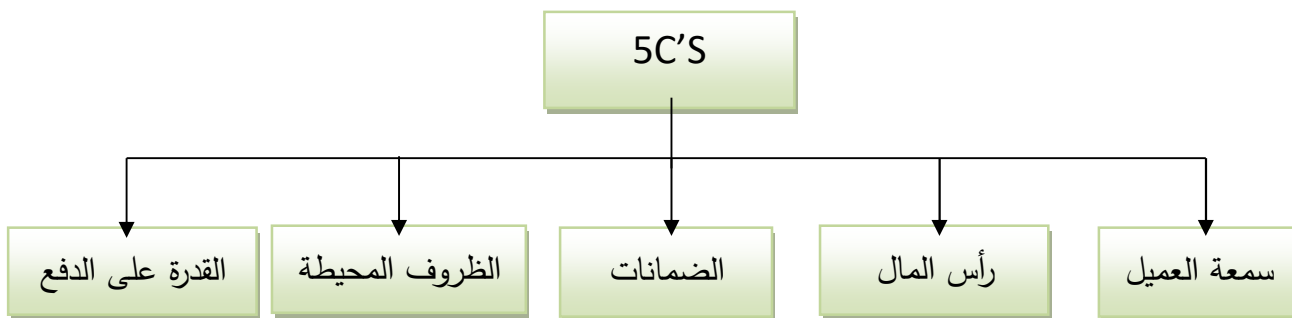 5C’S
سمعة العميل
رأس المال
الضمانات
الظروف المحيطة
القدرة على الدفع